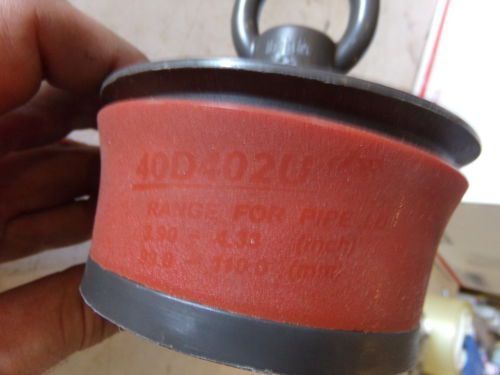 40D402U
RANGE FOR PIPE I.D
3.90 - 4.33 (inch)
99.0 - 110.0 (mm)